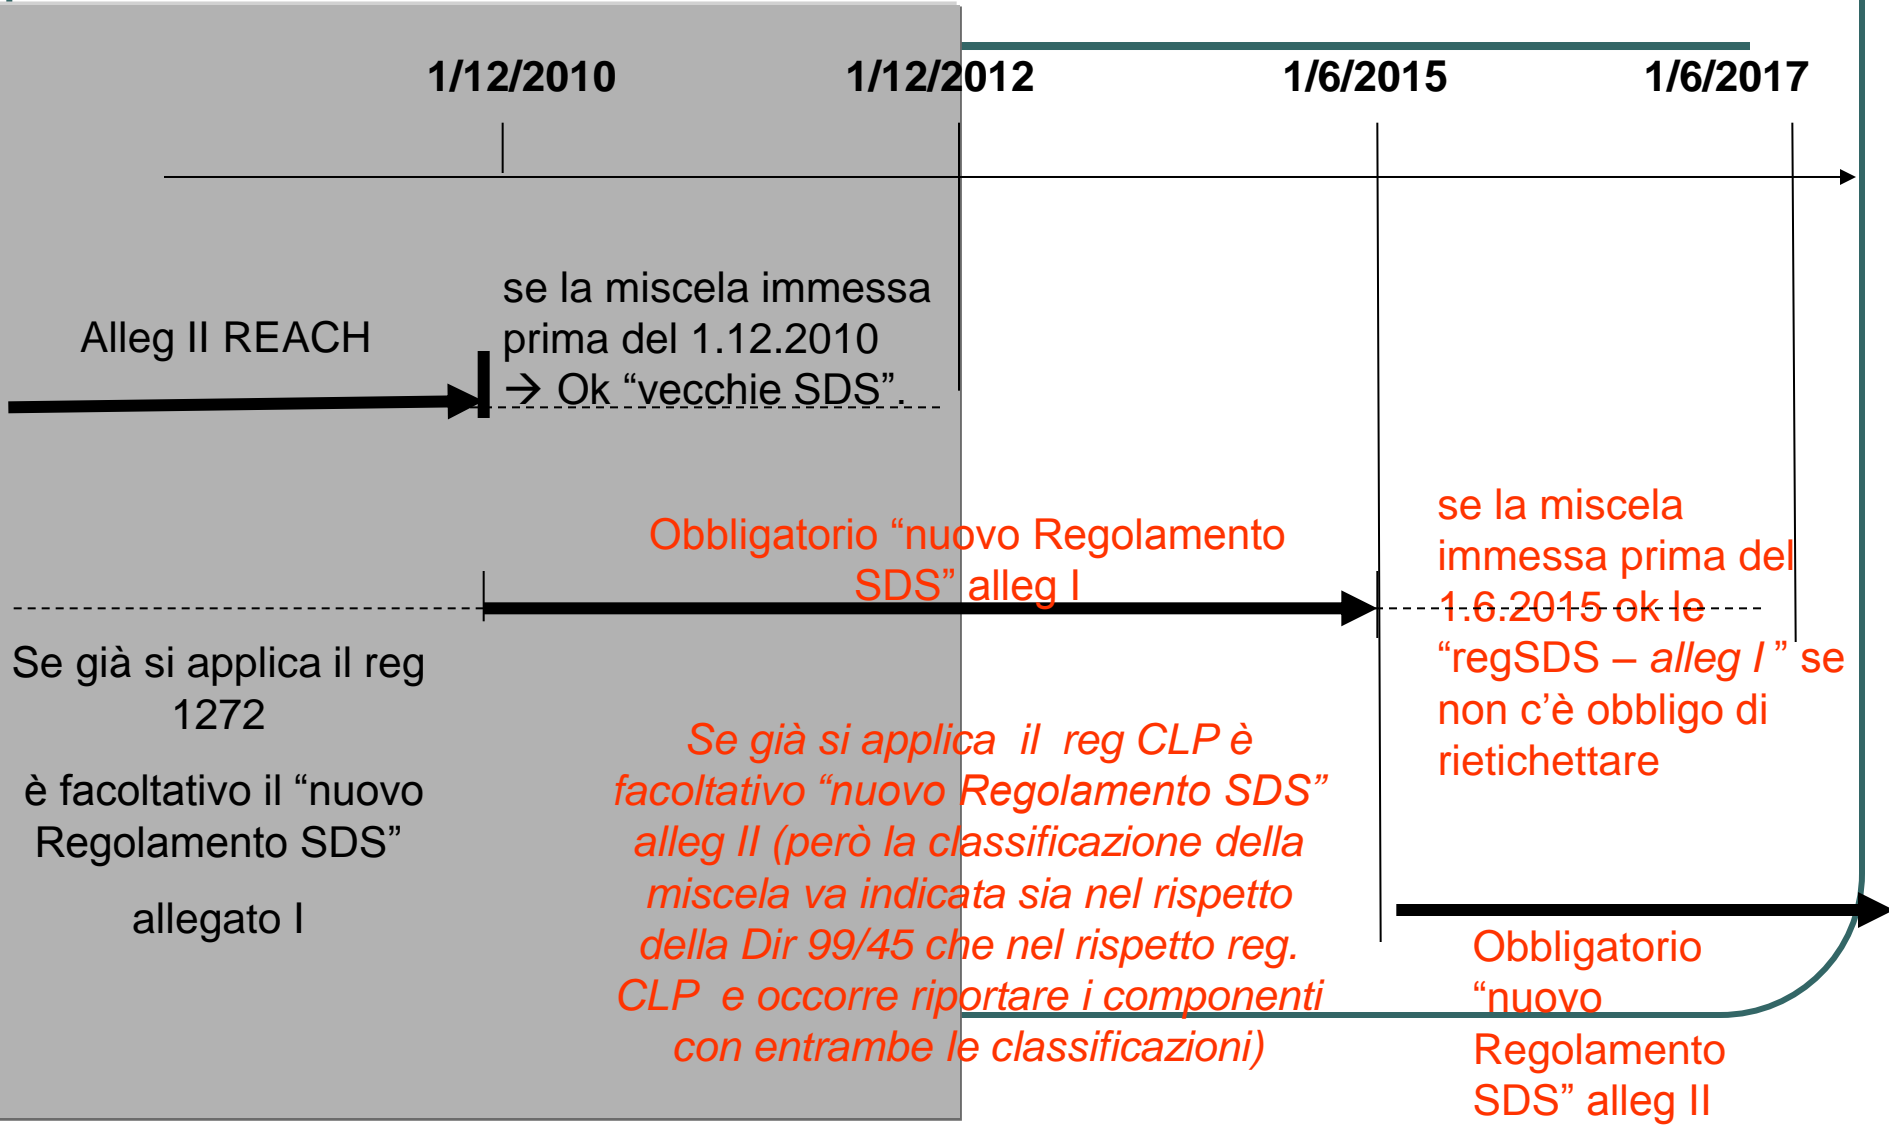 1/12/2010 1/12/2012 1/6/2015 1/6/2017
se la miscela immessa
prima del 1.12.2010
→ Ok “vecchie SDS”.
Alleg II REACH
Obbligatorio “nuovo Regolamento
SDS” alleg I
se la miscela
immessa prima del
1.6.2015 ok le
“regSDS – alleg I ” se
non c’è obbligo di
rietichettare
Se già si applica il reg
1272
è facoltativo il “nuovo
Regolamento SDS”
allegato I
Se già si applica il reg CLP è
facoltativo “nuovo Regolamento SDS”
alleg II (però la classificazione della
miscela va indicata sia nel rispetto
della Dir 99/45 che nel rispetto reg.
CLP e occorre riportare i componenti
con entrambe le classificazioni)
Obbligatorio
“nuovo
Regolamento
SDS” alleg II